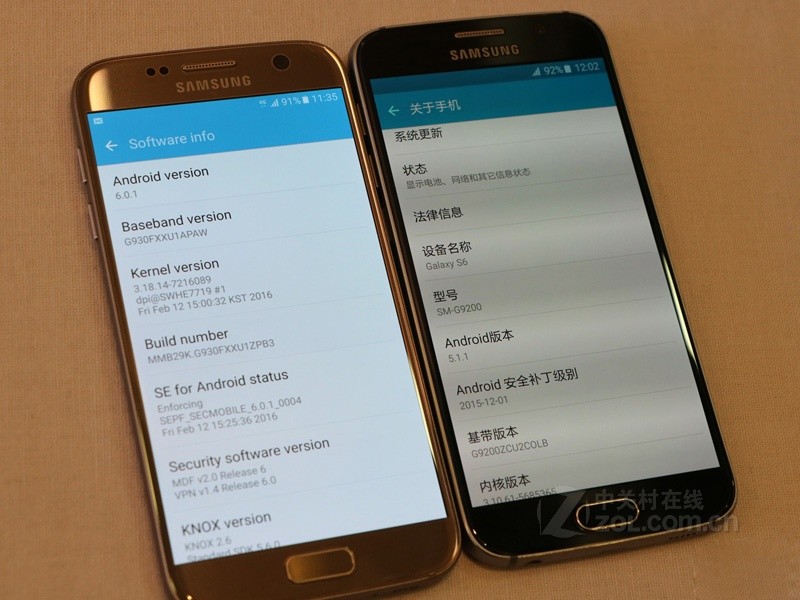 SAMSUNG
91% 11:35
Software info
Android version
6.0.1
Baseband version
G930FXXU1APAW
Kernel version
3.18.14-7216089
dpi@SWHE7719 #1
Fri Feb 12 15:00:32 KST 2016
Build number
MMB29K.G930FXXU1ZPB3
SE for Android status
Enforcing
SEPF_SECMOBILE_6.0.1_0004
Fri Feb 12 15:25:36 2016
Security software version
MDF v2.0 Release 6
VPN v1.4 Release 6.0
KNOX version
KNOX 2.6
Standard SDK 5.6.0
SAMSUNG
92% 12:02
关于手机
系统更新
状态
显示电池、网络和其它信息状态
法律信息
设备名称
Galaxy S6
型号
SM-G9200
Android版本
5.1.1
Android 安全补丁级别
2015-12-01
基带版本
G9200ZCU2COLB
内核版本
3.10.61-5685365
中关村在线
zol.com.cn